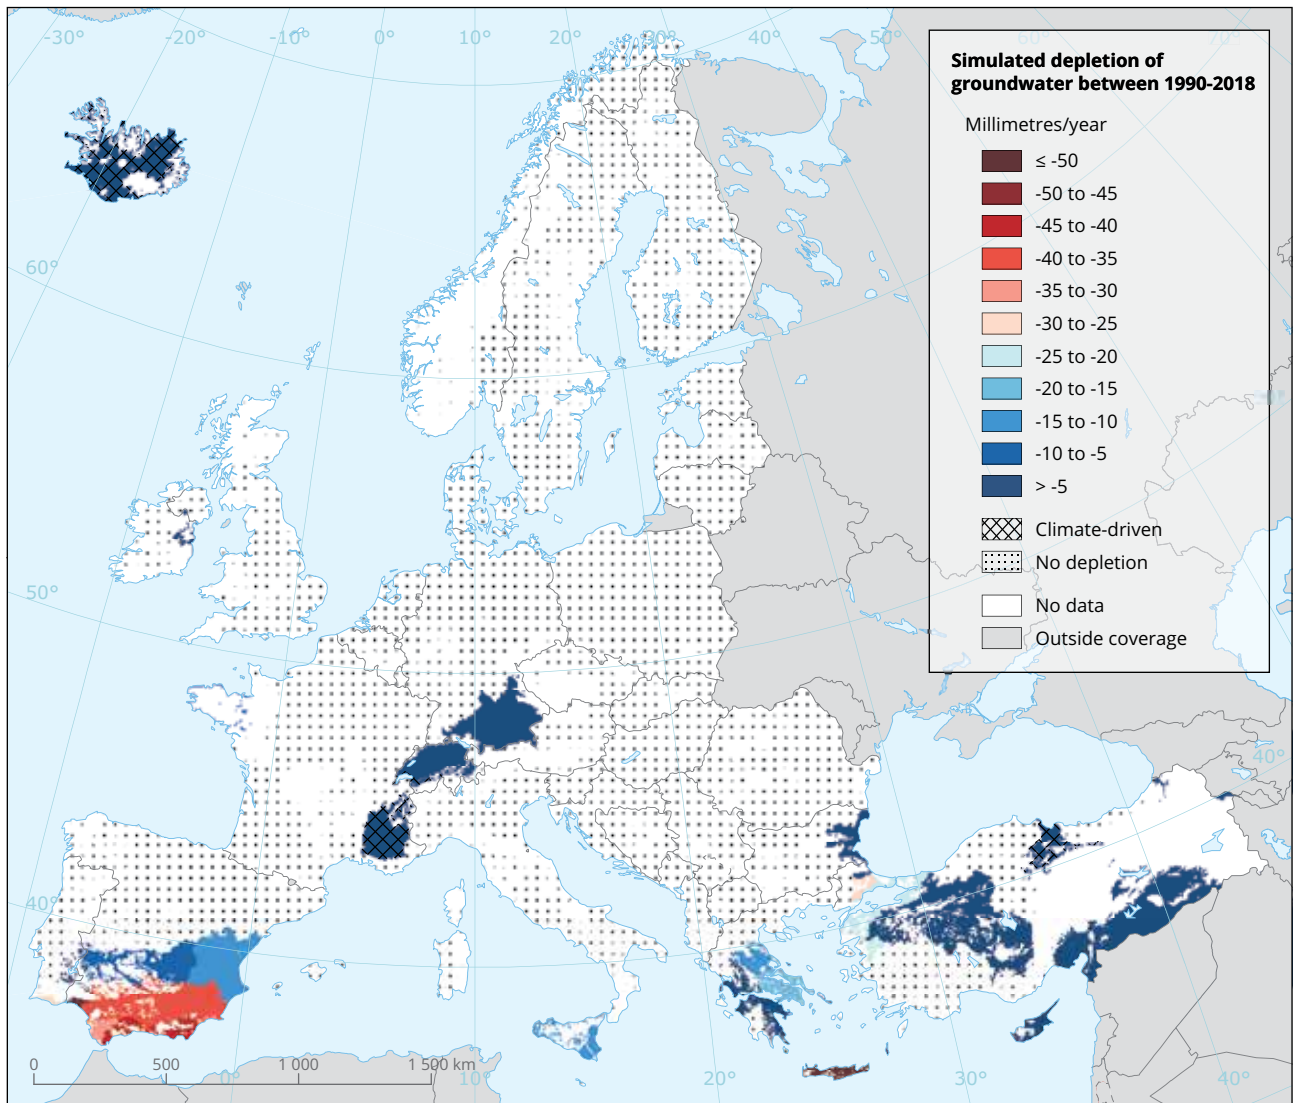 -30°
-20°
-10°
0°
10°
20°
30°
40°
50°
60°
70°
60°
50°
40°
40°
Simulated depletion of
groundwater between 1990-2018
Millimetres/year
≤ -50
-50 to -45
-45 to -40
-40 to -35
-35 to -30
-30 to -25
-25 to -20
-20 to -15
-15 to -10
-10 to -5
> -5
Climate-driven
No depletion
No data
Outside coverage
0
500
1 000
1 500 km
0°
10°
20°
30°
40°